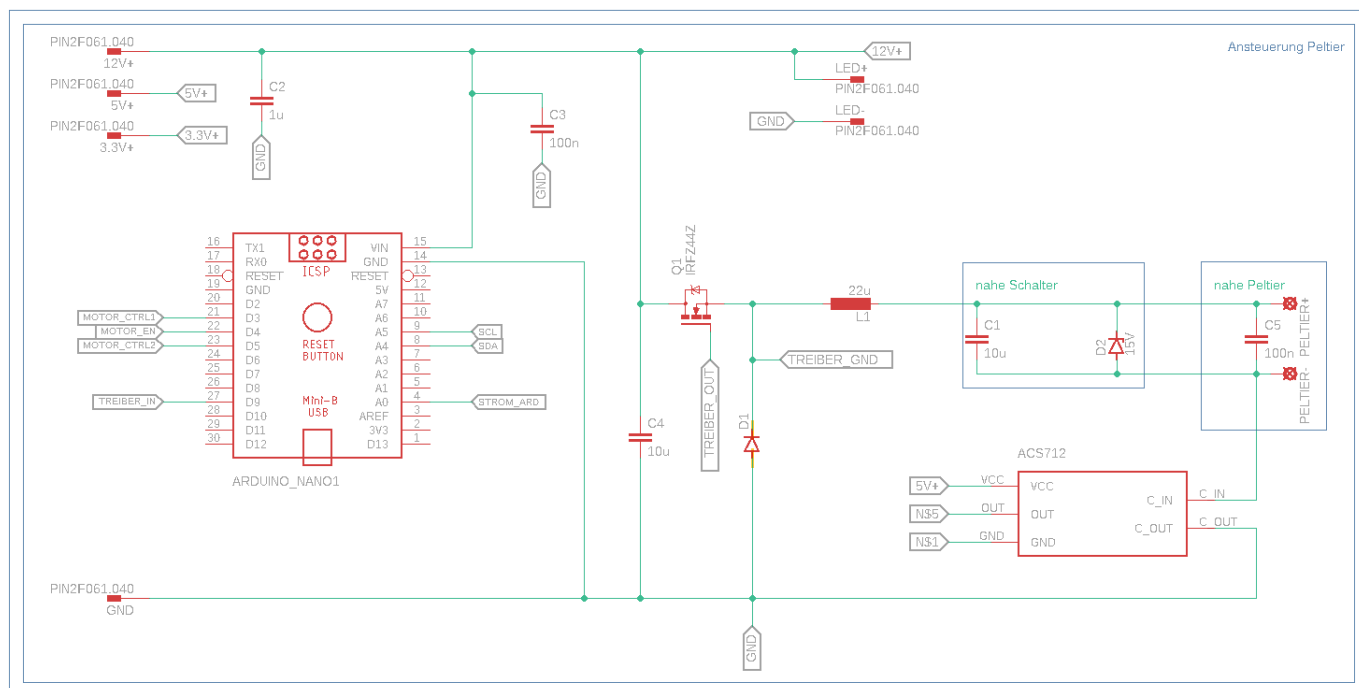 Ansteuerung Peltier
PIN2F061.040
12V+
PIN2F061.040
5V+
5V+
PIN2F061.040
3.3V+
3.3V+
C2
1u
GND
C3
100n
GND
12V+
LED+
PIN2F061.040
LED-
GND
PIN2F061.040
16 TX1
17 RX0
18 RESET
19 GND
20 D2
21 D3
22 D4
23 D5
24 D6
25 D7
26 D8
27 D9
28 D10
29 D11
30 D12
ICSP
RESET
BUTTON
Mini-B
USB
VIN 15
GND 14
RESET 13
5V 12
A7 11
A6 10
A5 9
A4 8
A3 7
A2 6
A1 5
A0 4
AREF 3
3V3 2
D13 1
MOTOR_CTRL1
MOTOR_EN
MOTOR_CTRL2
TREIBER_IN
SCL
SDA
STROM_ARD
ARDUINO_NANO1
Q1
IRFZ44Z
TREIBER_OUT
C4
10u
D1
TREIBER_GND
22u
L1
nahe Schalter
C1
10u
D2
15V
nahe Peltier
C5
100n
PELTIER+
PELTIER-
ACS712
5V+ VCC VCC
N$5 OUT OUT
N$1 GND GND
C_IN C_IN
C_OUT C_OUT
PIN2F061.040
GND
GND